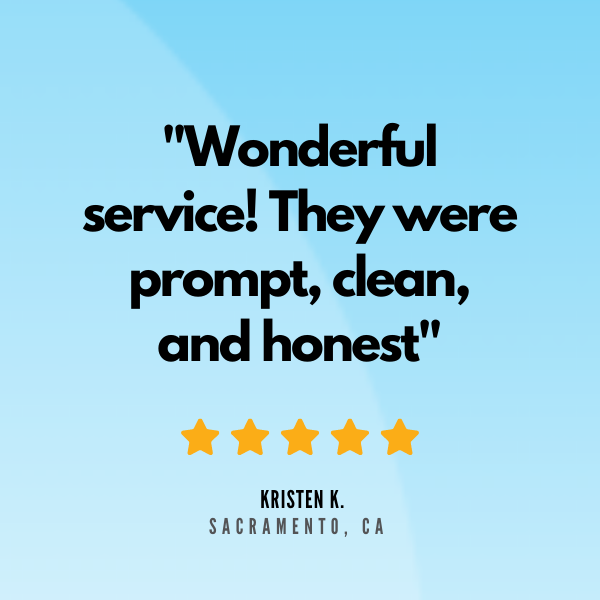 "Wonderful
service! They were
prompt, clean,
and honest"
KRISTEN K.
SACRAMENTO, CA